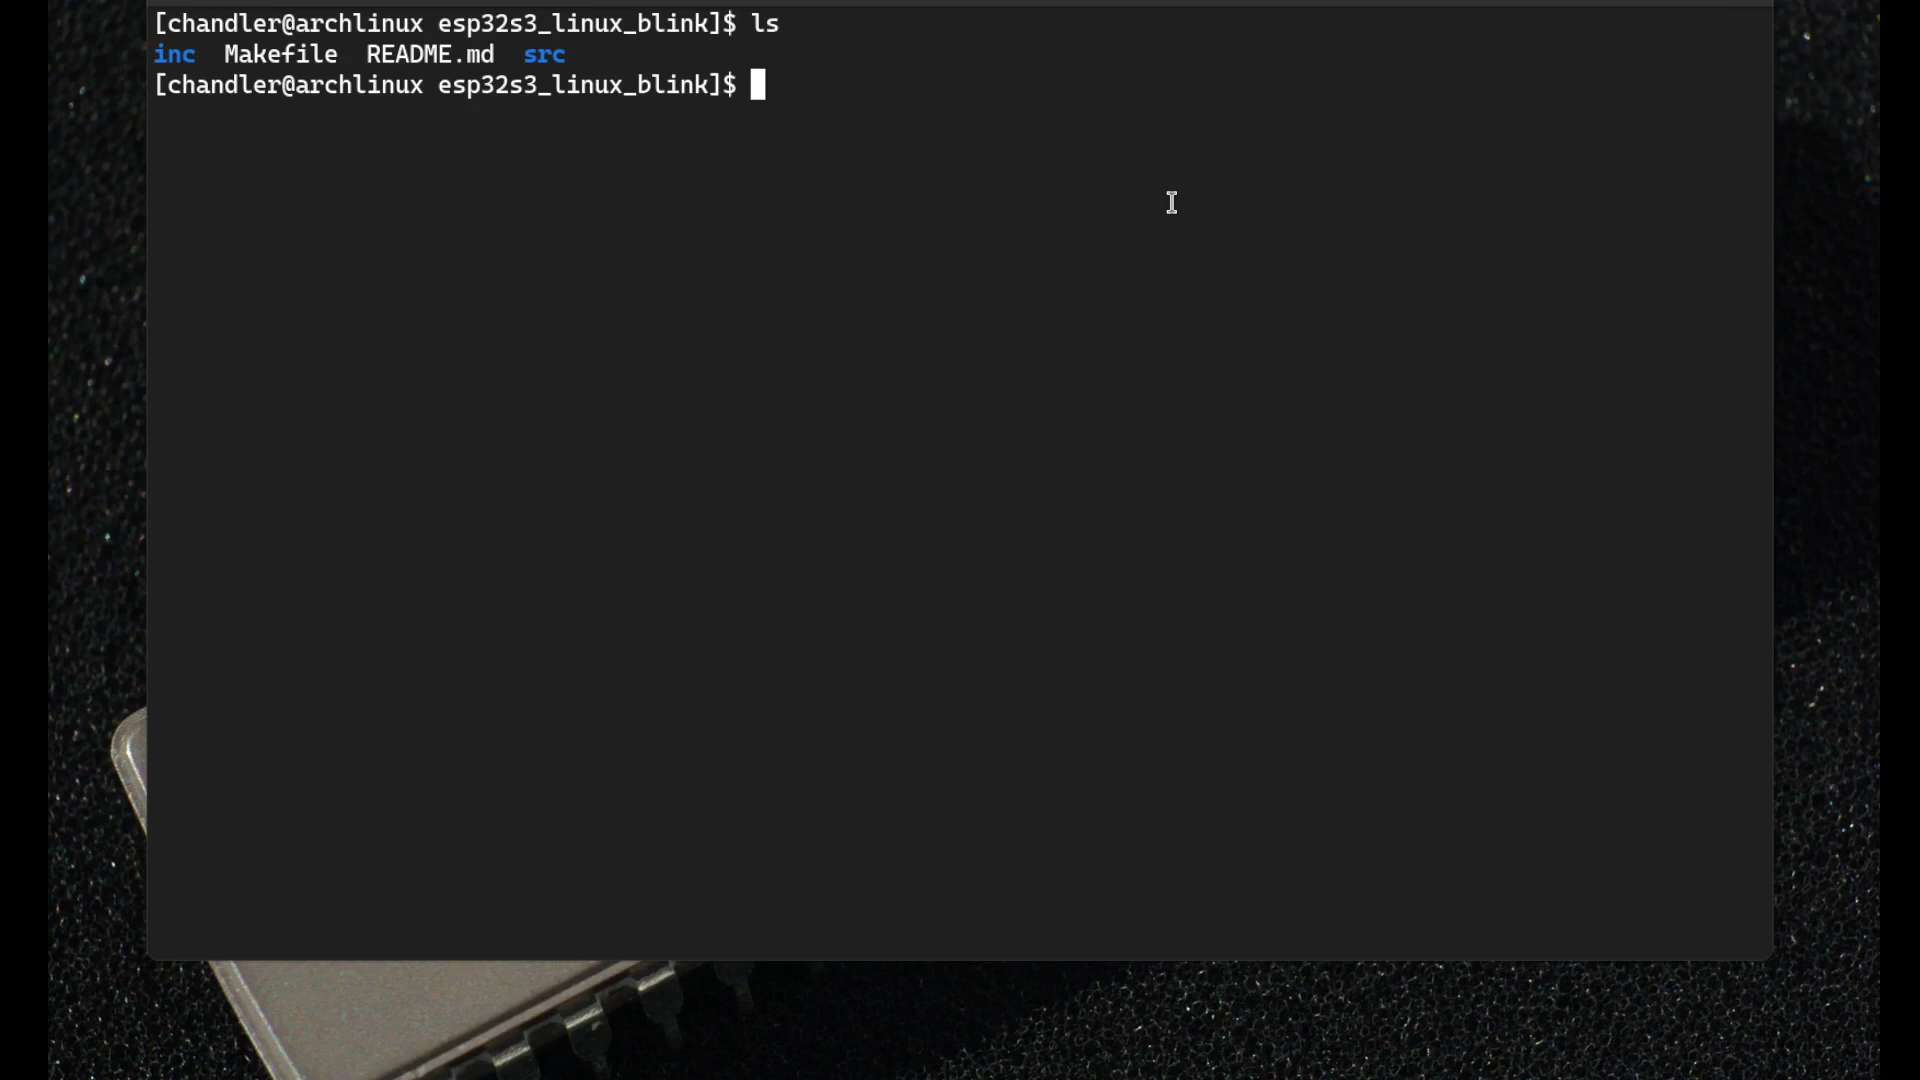 [chandler@archlinux esp32s3_linux_blink]$ ls
inc  Makefile  README.md  src
[chandler@archlinux esp32s3_linux_blink]$